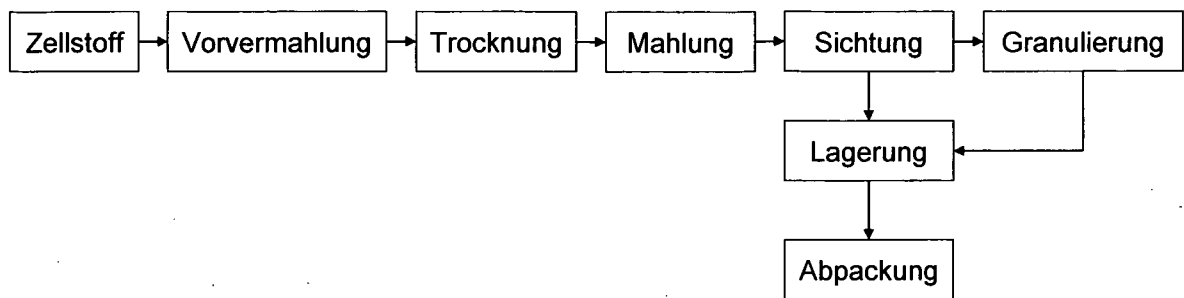 Zellstoff
Vorvermahlung
Trocknung
Mahlung
Sichtung
Granulierung
Lagerung
Abpackung